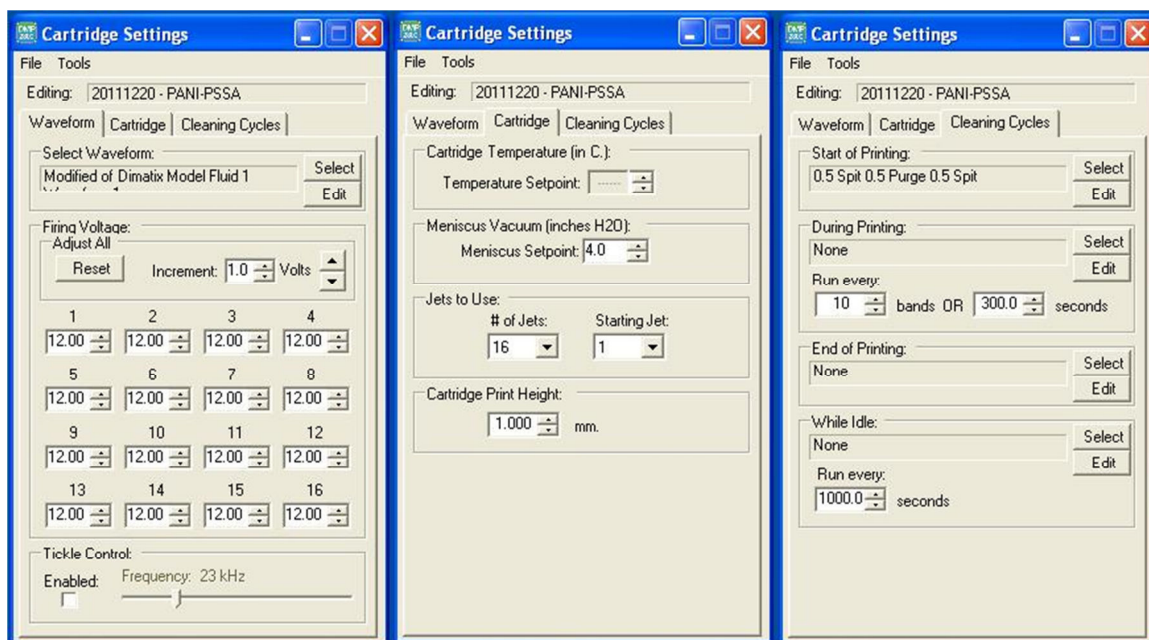 Cartridge Settings
File Tools
Editing: 20111220 - PANI-PSSA
Waveform Cartridge Cleaning Cycles
Select Waveform:
Modified of Dimatix Model Fluid 1
Select
Edit
Firing Voltage:
Adjust All
Reset Increment: 1.0 Volts
1 2 3 4
12.00 12.00 12.00 12.00
5 6 7 8
12.00 12.00 12.00 12.00
9 10 11 12
12.00 12.00 12.00 12.00
13 14 15 16
12.00 12.00 12.00 12.00
Tickle Control:
Enabled: Frequency: 23 kHz
Cartridge Settings
File Tools
Editing: 20111220 - PANI-PSSA
Waveform Cartridge Cleaning Cycles
Cartridge Temperature (in C.):
Temperature Setpoint: ------
Meniscus Vacuum (inches H20):
Meniscus Setpoint: 4.0
Jets to Use:
# of Jets: Starting Jet:
16 1
Cartridge Print Height:
1.000 mm.
Cartridge Settings
File Tools
Editing: 20111220 - PANI-PSSA
Waveform Cartridge Cleaning Cycles
Start of Printing:
0.5 Spit 0.5 Purge 0.5 Spit
Select
Edit
During Printing:
None
Select
Edit
Run every:
10 bands OR 300.0 seconds
End of Printing:
None
Select
Edit
While Idle:
None
Select
Edit
Run every:
1000.0 seconds